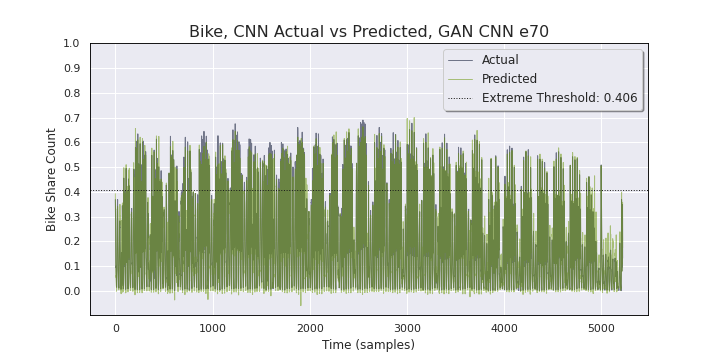 Bike, CNN Actual vs Predicted, GAN CNN e70
Actual
Predicted
Extreme Threshold: 0.406
Bike Share Count
1.0
0.9
0.8
0.7
0.6
0.5
0.4
0.3
0.2
0.1
0.0
0 1000 2000 3000 4000 5000
Time (samples)